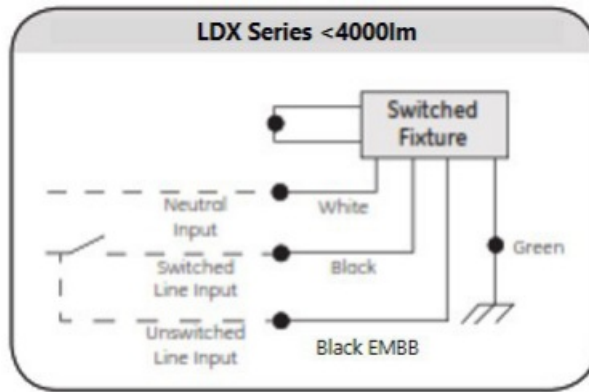 LDX Series <4000lm
Switched
Fixture
Neutral
Input
White
Switched
Line Input
Black
Green
Unswitched
Line Input
Black EMBB